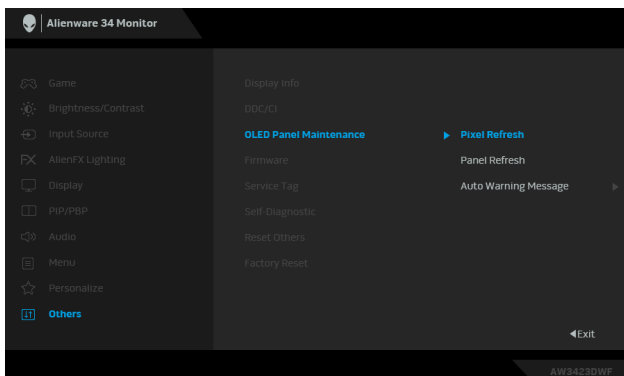 Alienware 34 Monitor
Game
Brightness/Contrast
Input Source
FX AlienFX Lighting
Display
PIP/PBP
Audio
Menu
Personalize
Others
Display Info
DDC/CI
OLED Panel Maintenance
Firmware
Service Tag
Self-Diagnostic
Reset Others
Factory Reset
Pixel Refresh
Panel Refresh
Auto Warning Message
Exit
AW3423DWF